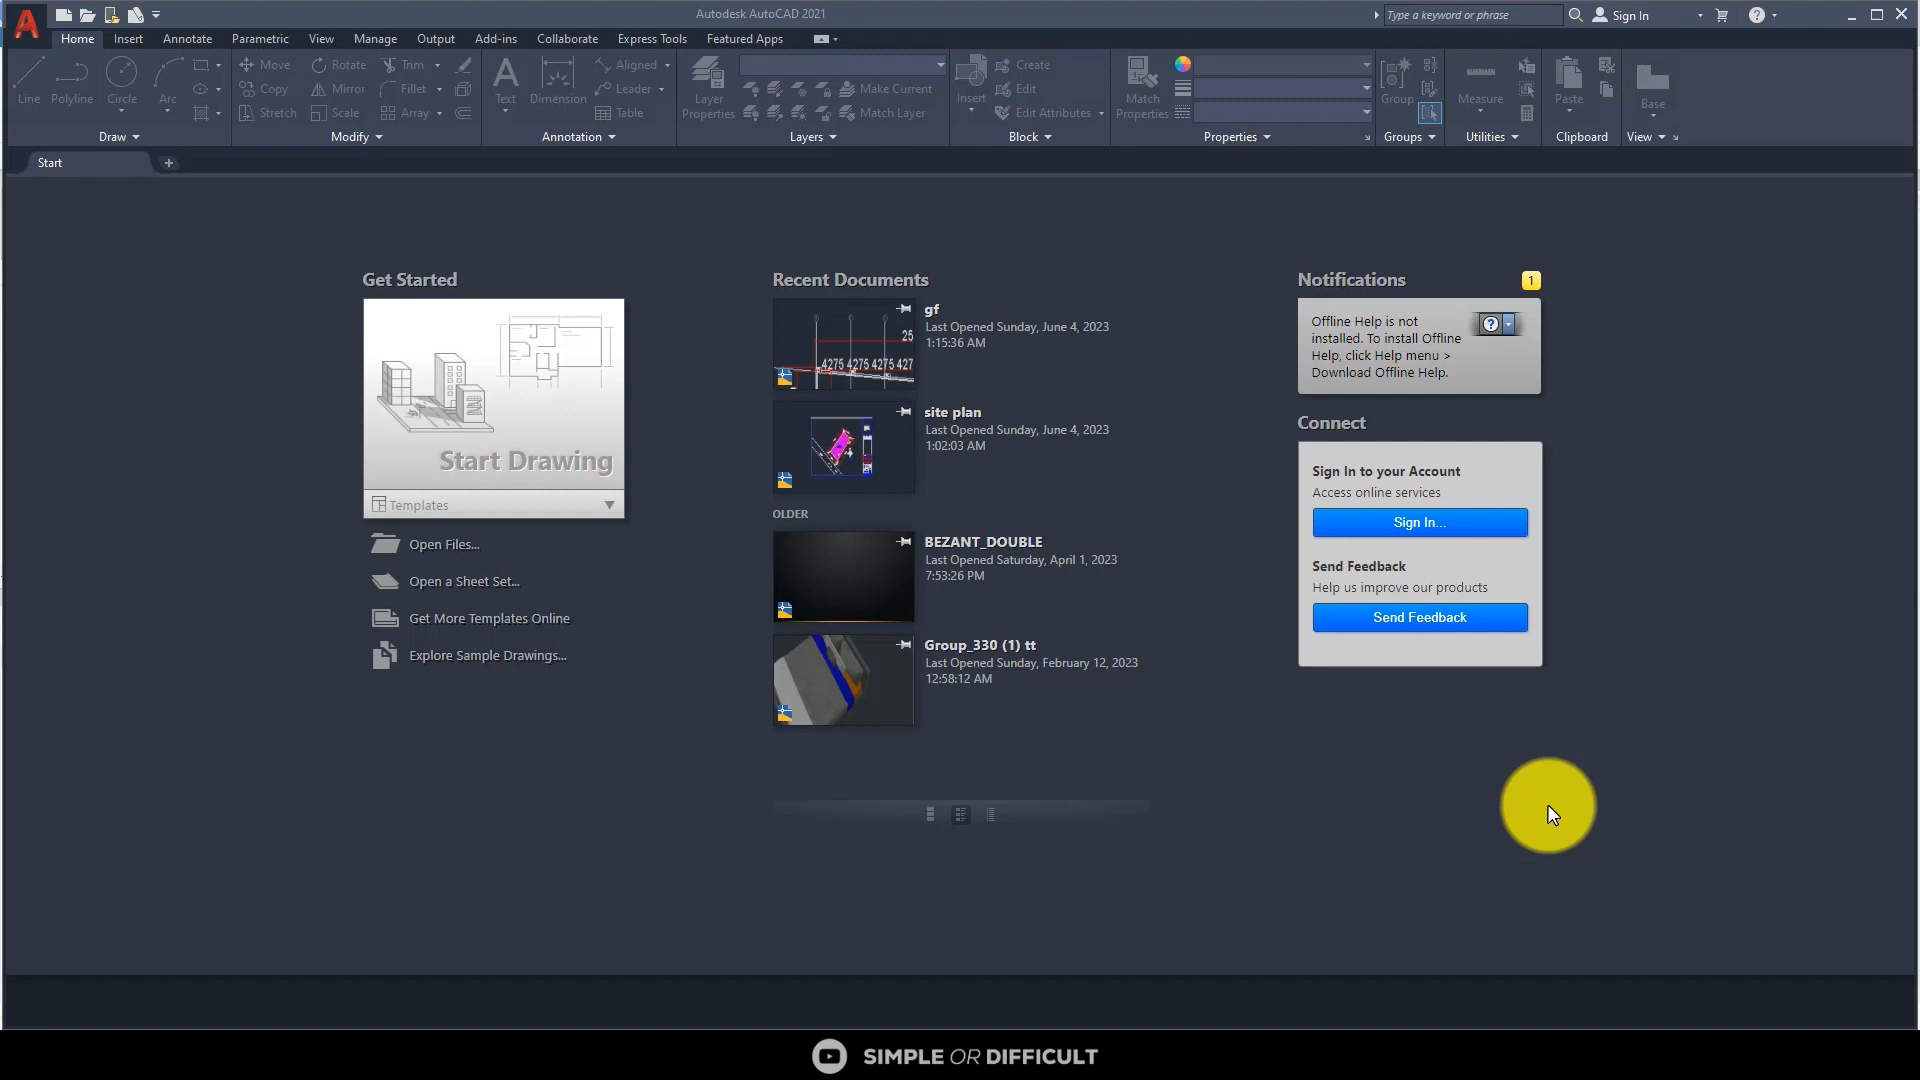 Autodesk AutoCAD 2021
Type a keyword or phrase
Sign In
Home Insert Annotate Parametric View Manage Output Add-ins Collaborate Express Tools Featured Apps
Line
Polyline
Circle
Arc
Draw
Move
Rotate
Trim
Copy
Mirror
Fillet
Stretch
Scale
Array
Modify
Text
Dimension
Aligned
Leader
Table
Annotation
Layer
Properties
Make Current
Match Layer
Layers
Insert
Create
Edit
Edit Attributes
Block
Match
Properties
Properties
Group
Groups
Measure
Utilities
Paste
Clipboard
Base
View
Start
Get Started
Start Drawing
Templates
Open Files...
Open a Sheet Set...
Get More Templates Online
Explore Sample Drawings...
Recent Documents
25
4275 4275 427
gf
Last Opened Sunday, June 4, 2023
1:15:36 AM
site plan
Last Opened Sunday, June 4, 2023
1:02:03 AM
OLDER
BEZANT_DOUBLE
Last Opened Saturday, April 1, 2023
7:53:26 PM
Group_330 (1) tt
Last Opened Sunday, February 12, 2023
12:58:12 AM
Notifications
1
Offline Help is not
installed. To install Offline
Help, click Help menu >
Download Offline Help.
Connect
Sign In to your Account
Access online services
Sign In...
Send Feedback
Help us improve our products
Send Feedback
SIMPLE OR DIFFICULT